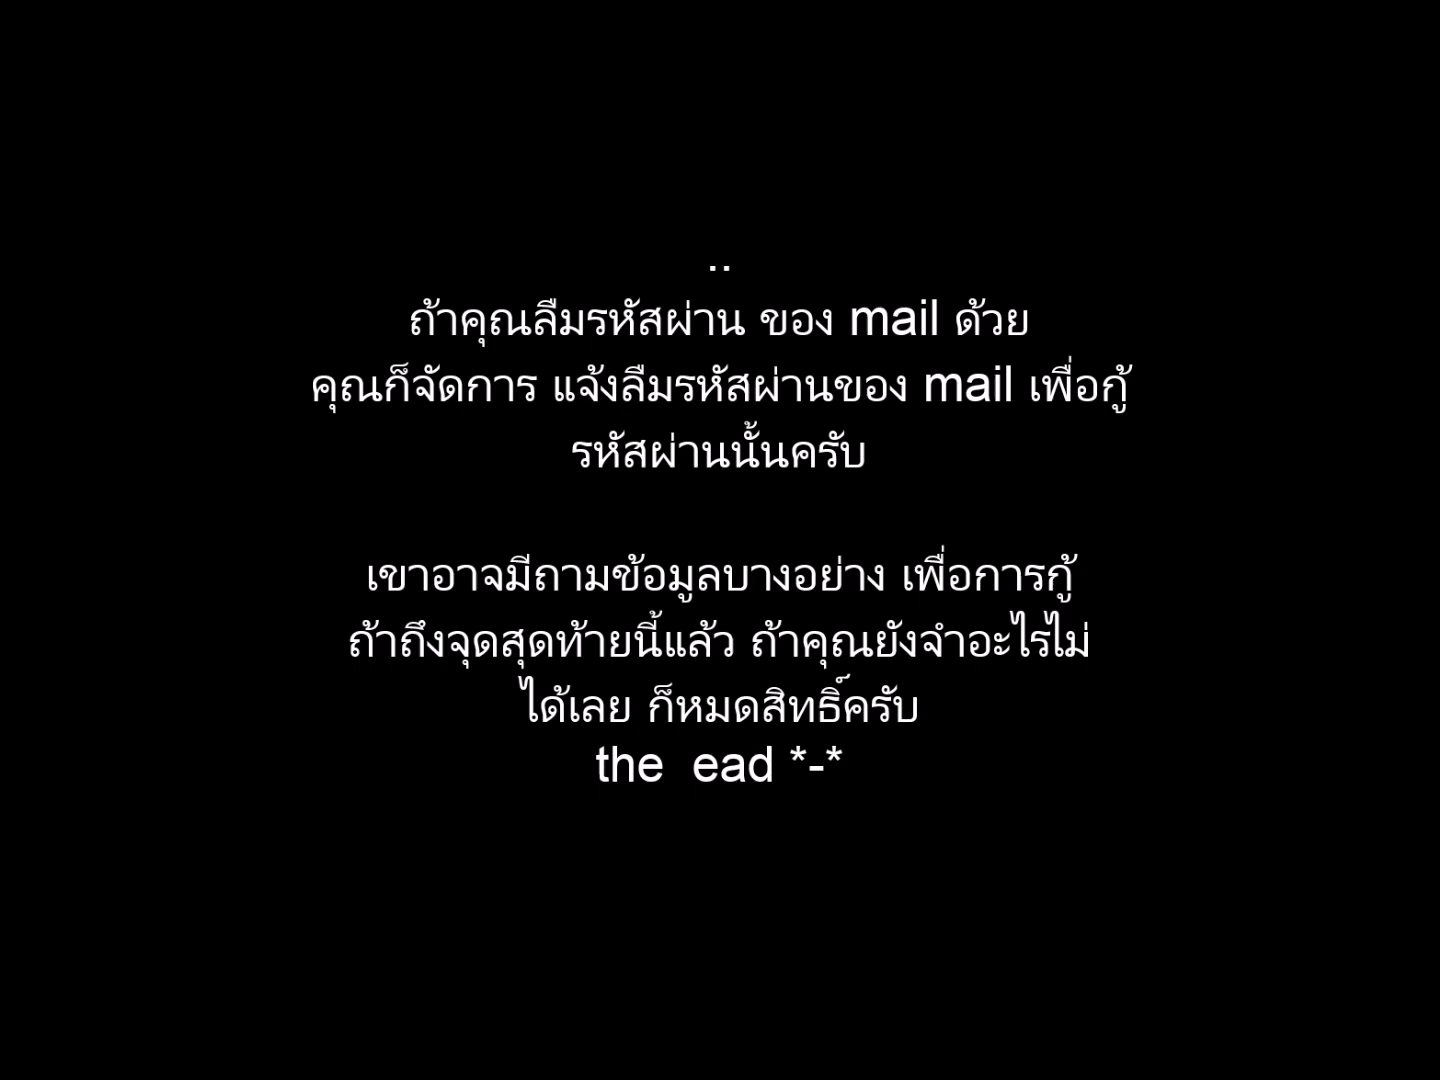 ..
ถ้าคุณลืมรหัสผ่าน ของ mail ด้วย
คุณก็จัดการ แจ้งลืมรหัสผ่านของ mail เพื่อกู้
รหัสผ่านนั้นครับ
เขาอาจมีถามข้อมูลบางอย่าง เพื่อการกู้
ถ้าถึงจุดสุดท้ายนี้แล้ว ถ้าคุณยังจำอะไรไม่
ได้เลย ก็หมดสิทธิ์ครับ
the  ead *-*